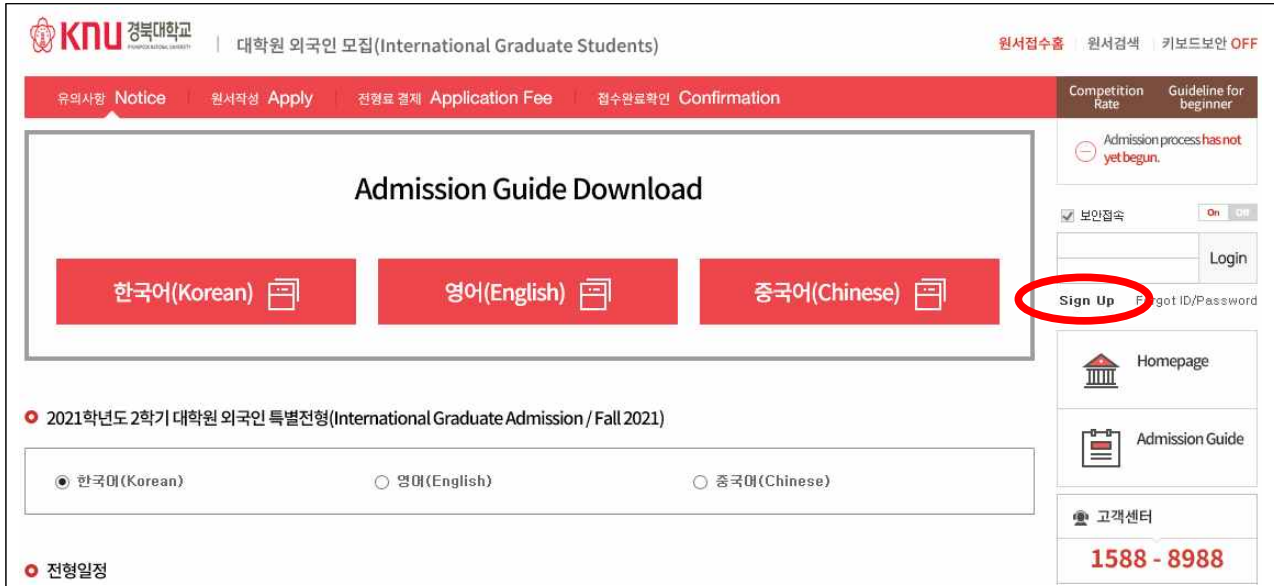 KNU 경북대학교
KYUNGPOOK NATIONAL UNIVERSITY
대학원 외국인 모집(International Graduate Students)
원서접수홈 원서검색 키보드보안 OFF
유의사항 Notice 원서작성 Apply 전형료 결제 Application Fee 접수완료확인 Confirmation
Competition Rate
Guideline for beginner
Admission process has not
yet begun.
Admission Guide Download
보안접속 On Off
Login
한국어(Korean) 영어(English) 중국어(Chinese)
Sign Up Forgot ID/Password
Homepage
2021학년도 2학기 대학원 외국인 특별전형(International Graduate Admission / Fall 2021)
Admission Guide
한국어(Korean) 영어(English) 중국어(Chinese)
고객센터
1588 - 8988
전형일정